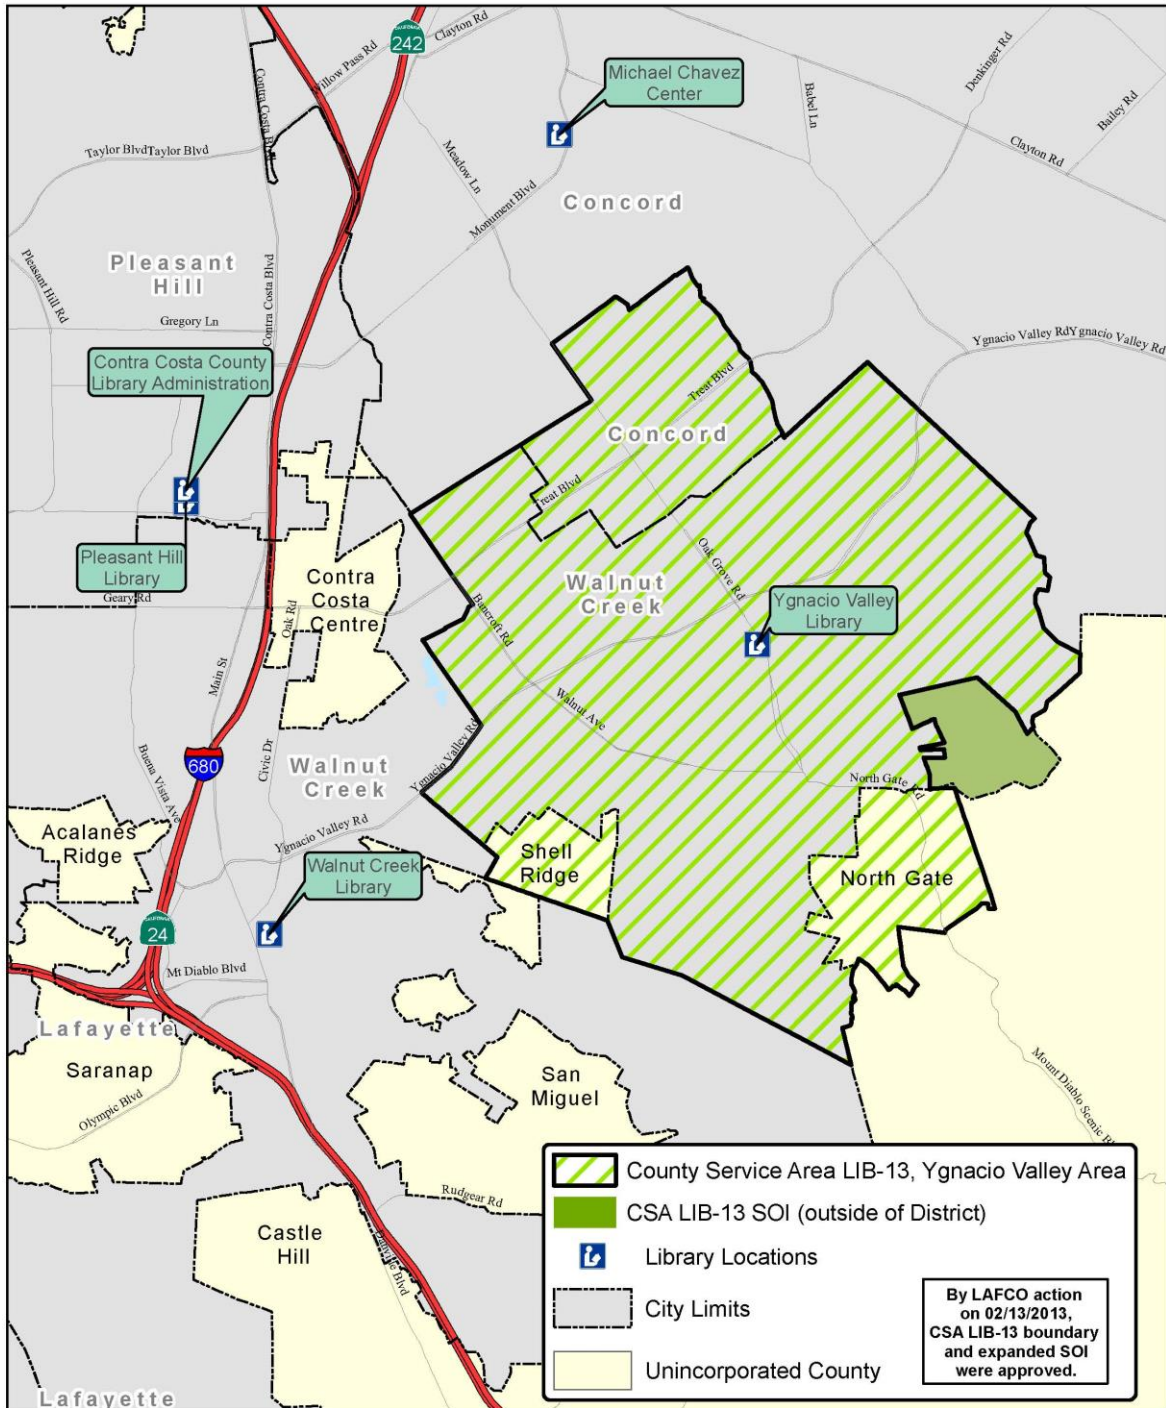 242
Clayton Rd
Willow Pass Rd
Contra Costa Blvd
Michael Chavez
Center
Denkinger Rd
Babel Ln
Bailey Rd
Clayton Rd
Taylor BlvdTaylor Blvd
Meadow Ln
Monument Blvd
Concord
Pleasant
Hill
Pleasant Hill Rd
Contra Costa Blvd
Gregory Ln
Ygnacio Valley RdYgnacio Valley Rd
Contra Costa County
Library Administration
Treat Blvd
Concord
Treat Blvd
Pleasant Hill
Library
Geary Rd
Contra
Costa
Centre
Oak Rd
Bancroft Rd
Walnut
Creek
Oak Grove Rd
Ygnacio Valley
Library
Main St
Walnut Ave
Civic Dr
Buena Vista Ave
680
Walnut
Creek
Ygnacio Valley Rd
North Gate Rd
Ygnacio Valley Rd
Acalanes
Ridge
Walnut Creek
Library
Shell
Ridge
North Gate
CALIFORNIA
24
Mt Diablo Blvd
Lafayette
Saranap
Olympic Blvd
San
Miguel
Mount Diablo Scenic
Rudgear Rd
Castle
Hill
Danville Blvd
Lafayette
County Service Area LIB-13, Ygnacio Valley Area
CSA LIB-13 SOI (outside of District)
Library Locations
City Limits
Unincorporated County
By LAFCO action
on 02/13/2013,
CSA LIB-13 boundary
and expanded SOI
were approved.